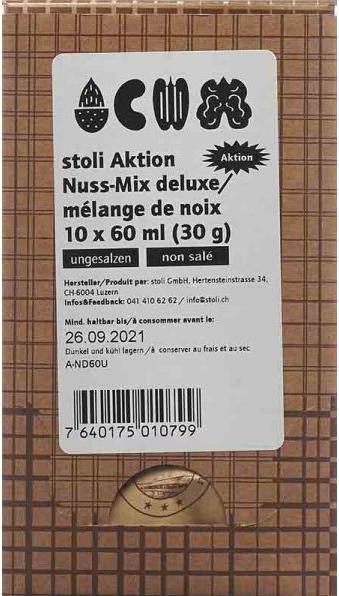 stoli Aktion
Aktion
Nuss-Mix deluxe/
mélange de noix
10 x 60 ml (30 g)
ungesalzen
non salé
Hersteller/Produit par: stoli GmbH, Hertensteinstrasse 34,
CH-6004 Luzern
Infos&Feedback: 041 410 62 62 / info@stoli.ch
Mind. haltbar bis/à consommer avant le:
26.09.2021
Dunkel und kühl lagern /à conserver au frais et au sec
A-ND60U
7 640175 010799